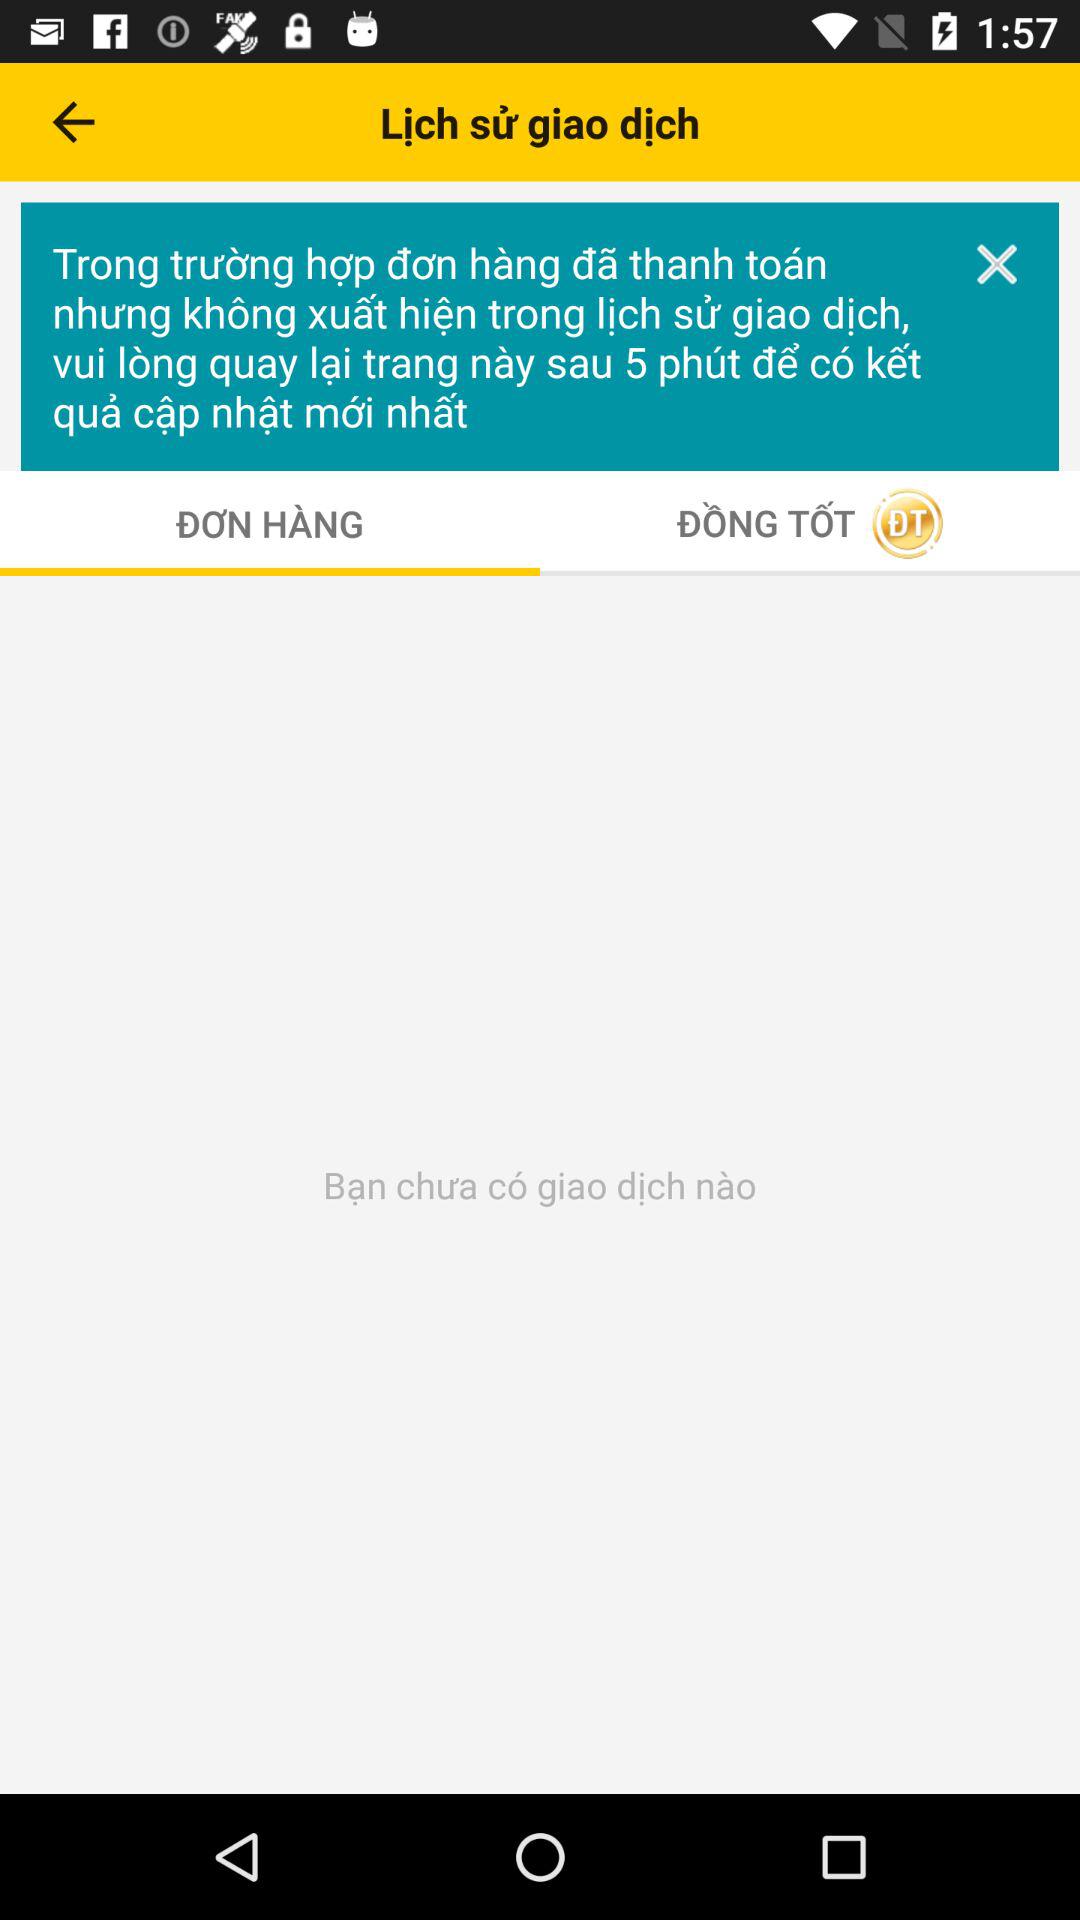 FAKE
1:57
Lịch sử giao dịch
Trong trường hợp đơn hàng đã thanh toán
nhưng không xuất hiện trong lịch sử giao dịch,
vui lòng quay lại trang này sau 5 phút để có kết
quả cập nhật mới nhất
ĐƠN HÀNG
ĐỒNG TỐT ĐT
Bạn chưa có giao dịch nào